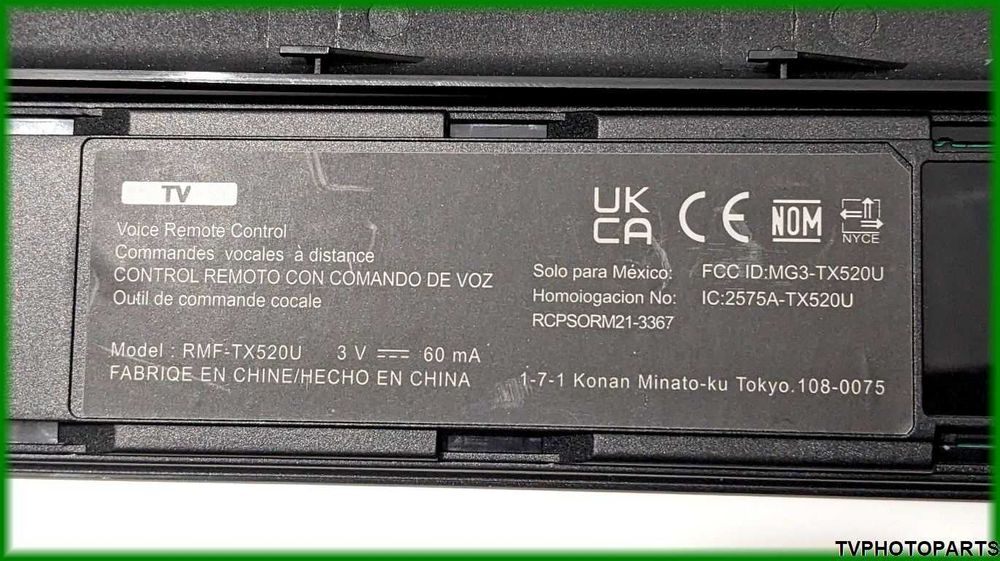 TV
Voice Remote Control
Commandes vocales à distance
CONTROL REMOTO CON COMANDO DE VOZ
Outil de commande cocale
Model : RMF-TX520U 3 V 60 mA
FABRIQE EN CHINE/HECHO EN CHINA
UK
CA
CE
NOM
NYCE
Solo para México: FCC ID:MG3-TX520U
Homoiogacion No: IC:2575A-TX520U
RCPSORM21-3367
1-7-1 Konan Minato-ku Tokyo.108-0075
TVPHOTOPARTS